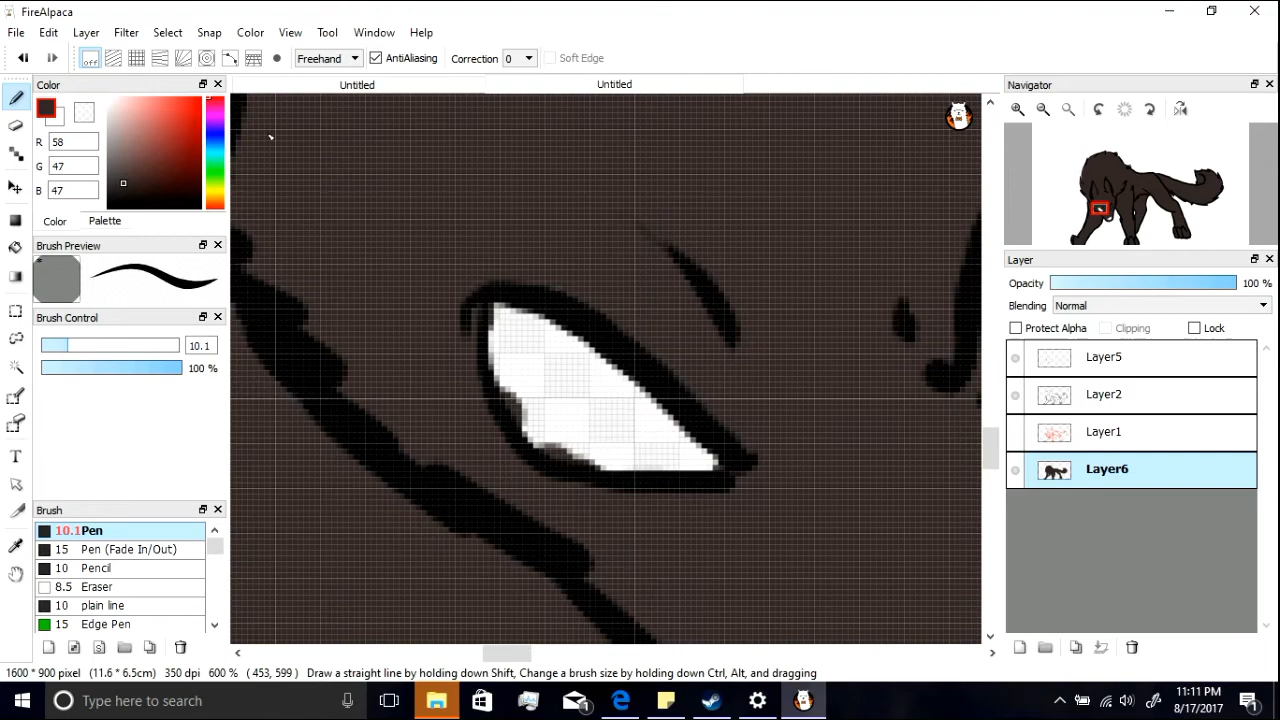 FireAlpaca
File Edit Layer Filter Select Snap Color View Tool Window Help
off Freehand AntiAliasing Correction 0 Soft Edge
Untitled Untitled
Color
R 58
G 47
B 47
Color Palette
Brush Preview
Brush Control
10.1
100 %
Brush
10.1 Pen
15 Pen (Fade In/Out)
10 Pencil
8.5 Eraser
10 plain line
15 Edge Pen
Navigator
Layer
Opacity 100 %
Blending Normal
Protect Alpha Clipping Lock
Layer5
Layer2
Layer1
Layer6
1600 * 900 pixel (11.6 * 6.5cm) 350 dpi 600 % ( 453, 599 ) Draw a straight line by holding down Shift, Change a brush size by holding down Ctrl, Alt, and dragging
Type here to search 1 11:11 PM
8/17/2017 1